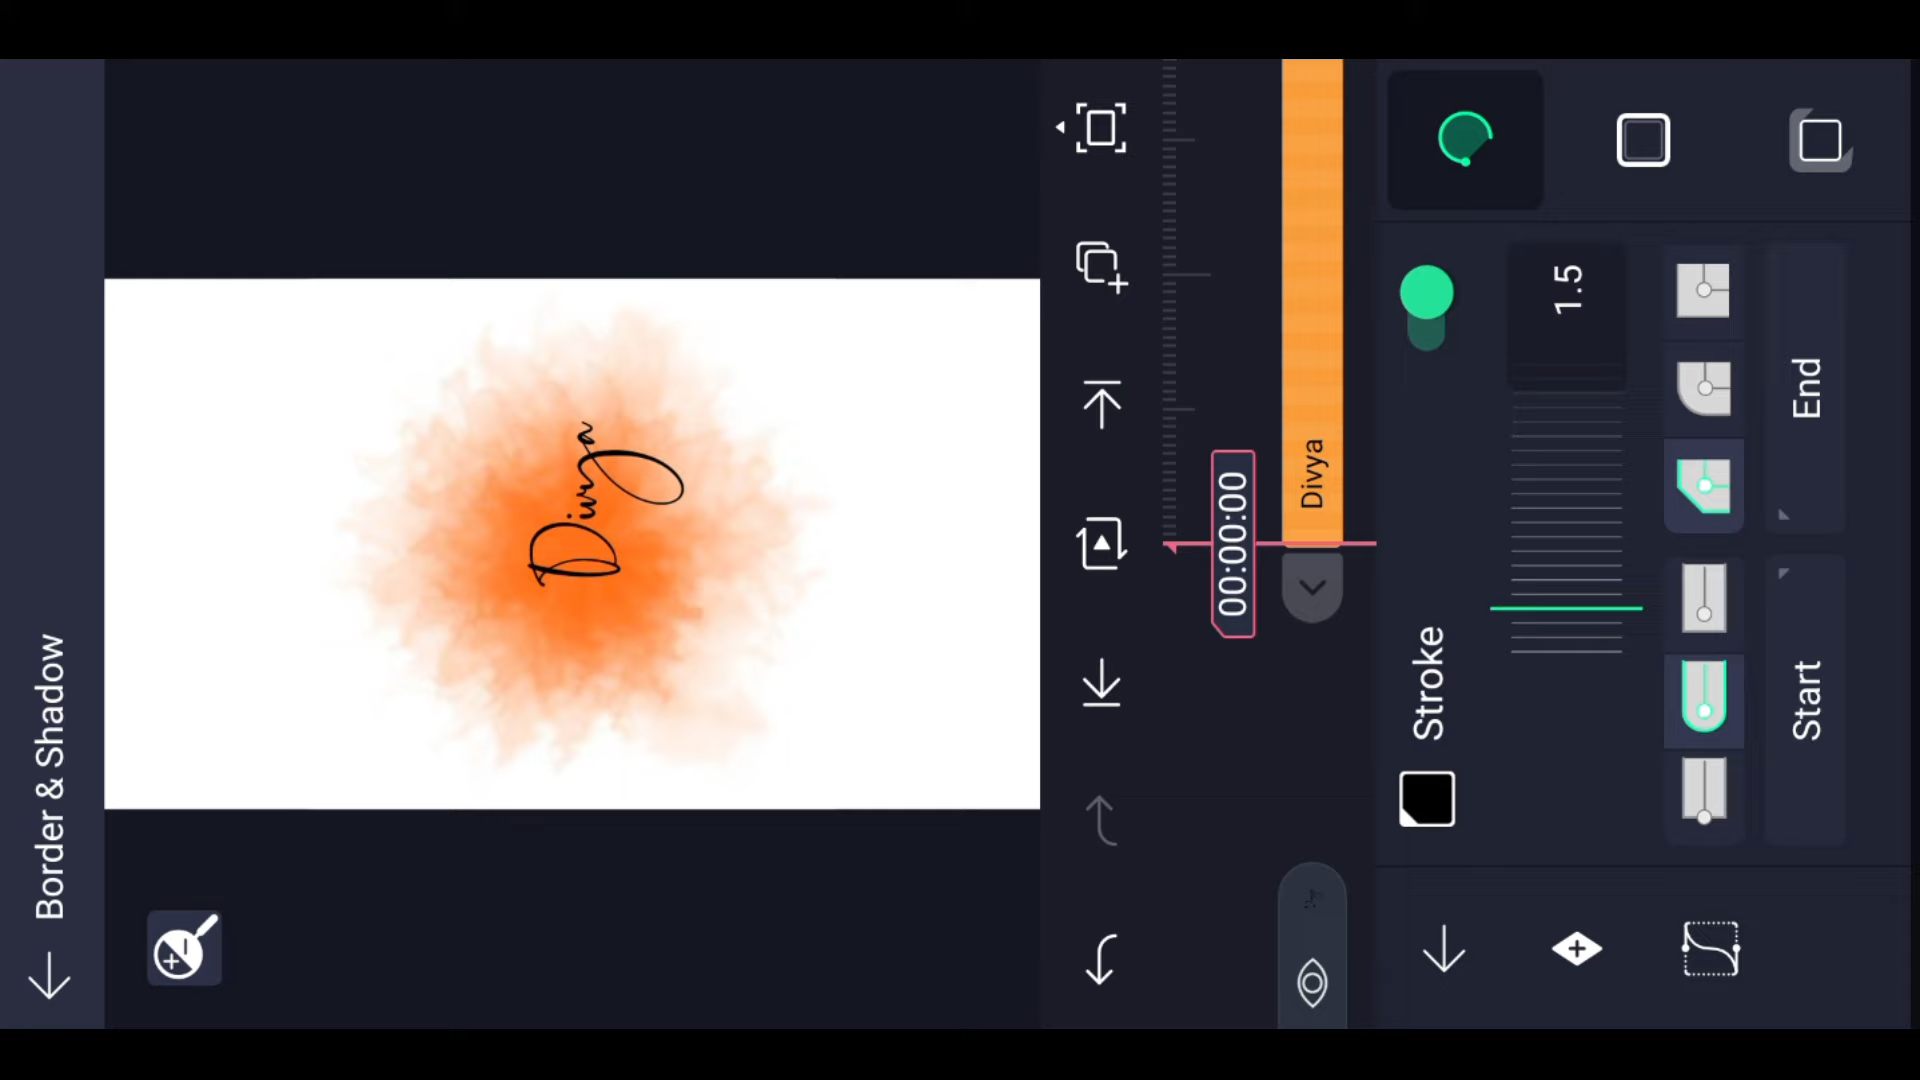 Border & Shadow
Divya
00:00:00
Divya
Stroke
1.5
Start
End